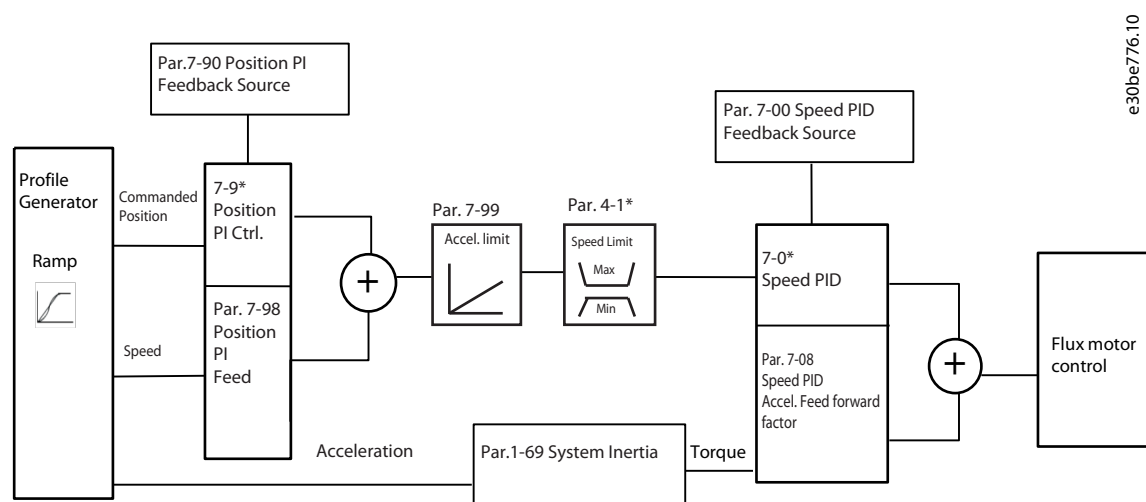 e30be776.10
Par.7-90 Position PI
Feedback Source
Par. 7-00 Speed PID
Feedback Source
Profile
Generator
Ramp
Commanded
Position
Speed
7-9*
Position
PI Ctrl.
Par. 7-98
Position
PI
Feed
+
Par. 7-99
Accel. limit
Par. 4-1*
Speed Limit
Max
Min
7-0*
Speed PID
Par. 7-08
Speed PID
Accel. Feed forward
factor
+
Flux motor
control
Acceleration
Par.1-69 System Inertia
Torque